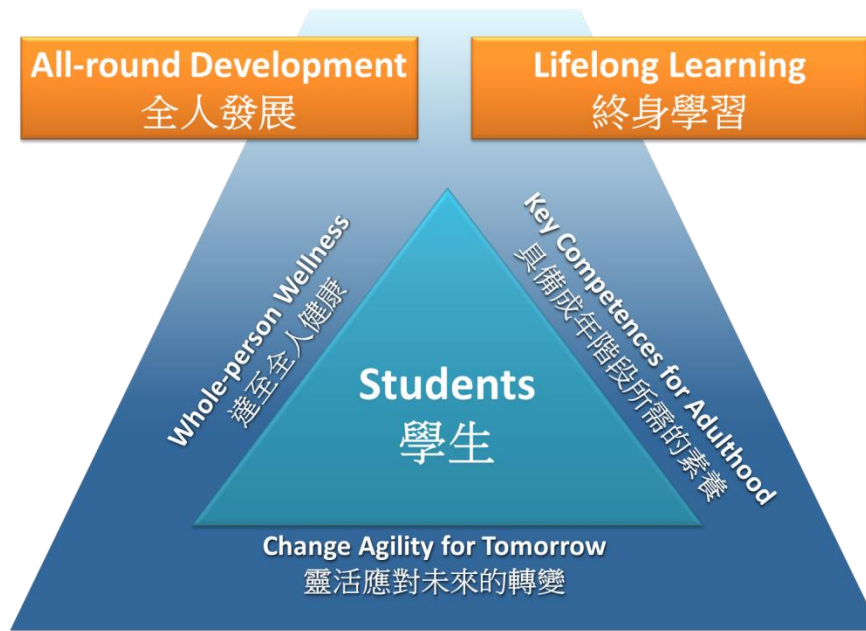 All-round Development
全人發展
Lifelong Learning
終身學習
Whole-person Wellness
達至全人健康
Key Competences for Adulthood
具備成年階段所需的素養
Students
學生
Change Agility for Tomorrow
靈活應對未來的轉變